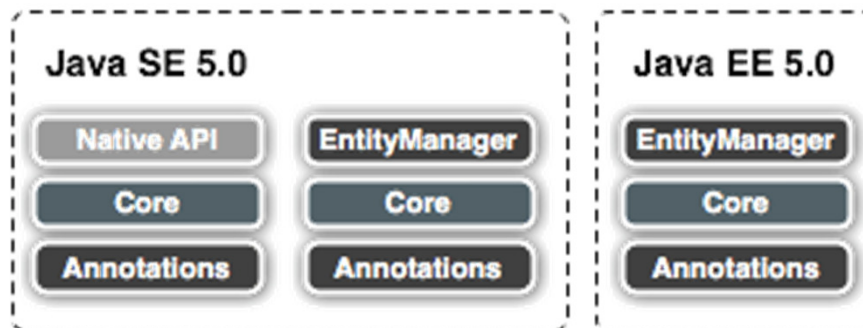 Java SE 5.0
Native API
Core
Annotations
EntityManager
Core
Annotations
Java EE 5.0
EntityManager
Core
Annotations